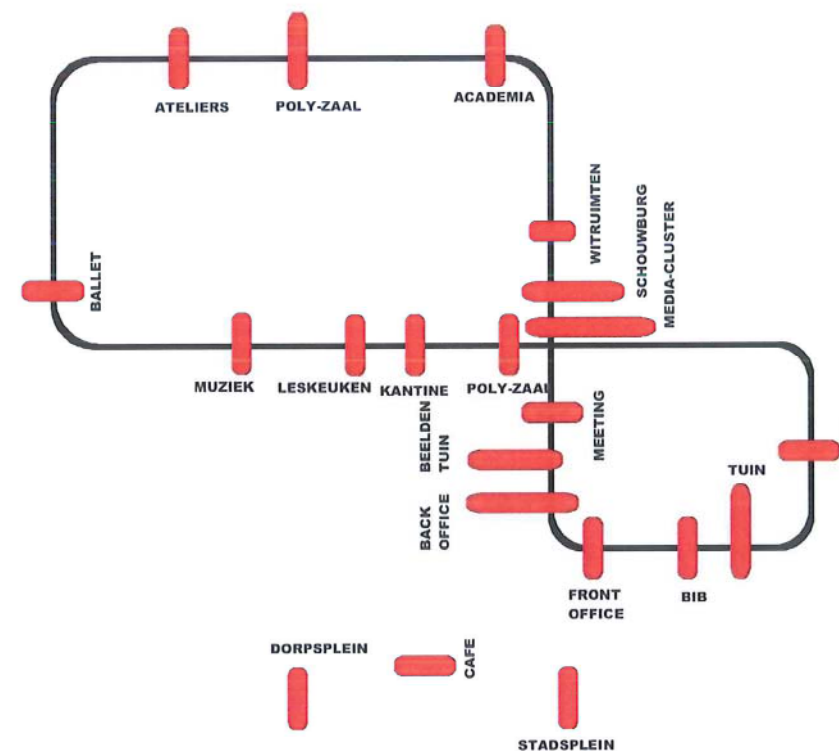 ATELIERS
POLY-ZAAL
ACADEMIA
WITRUIMTEN
SCHOUWBURG
MEDIA-CLUSTER
BALLET
MUZIEK
LESKEUKEN
KANTINE
POLY-ZAAL
MEETING
BEELDEN
TUIN
TUIN
BACK
OFFICE
FRONT
OFFICE
BIB
DORPSPLEIN
CAFE
STADSPLEIN